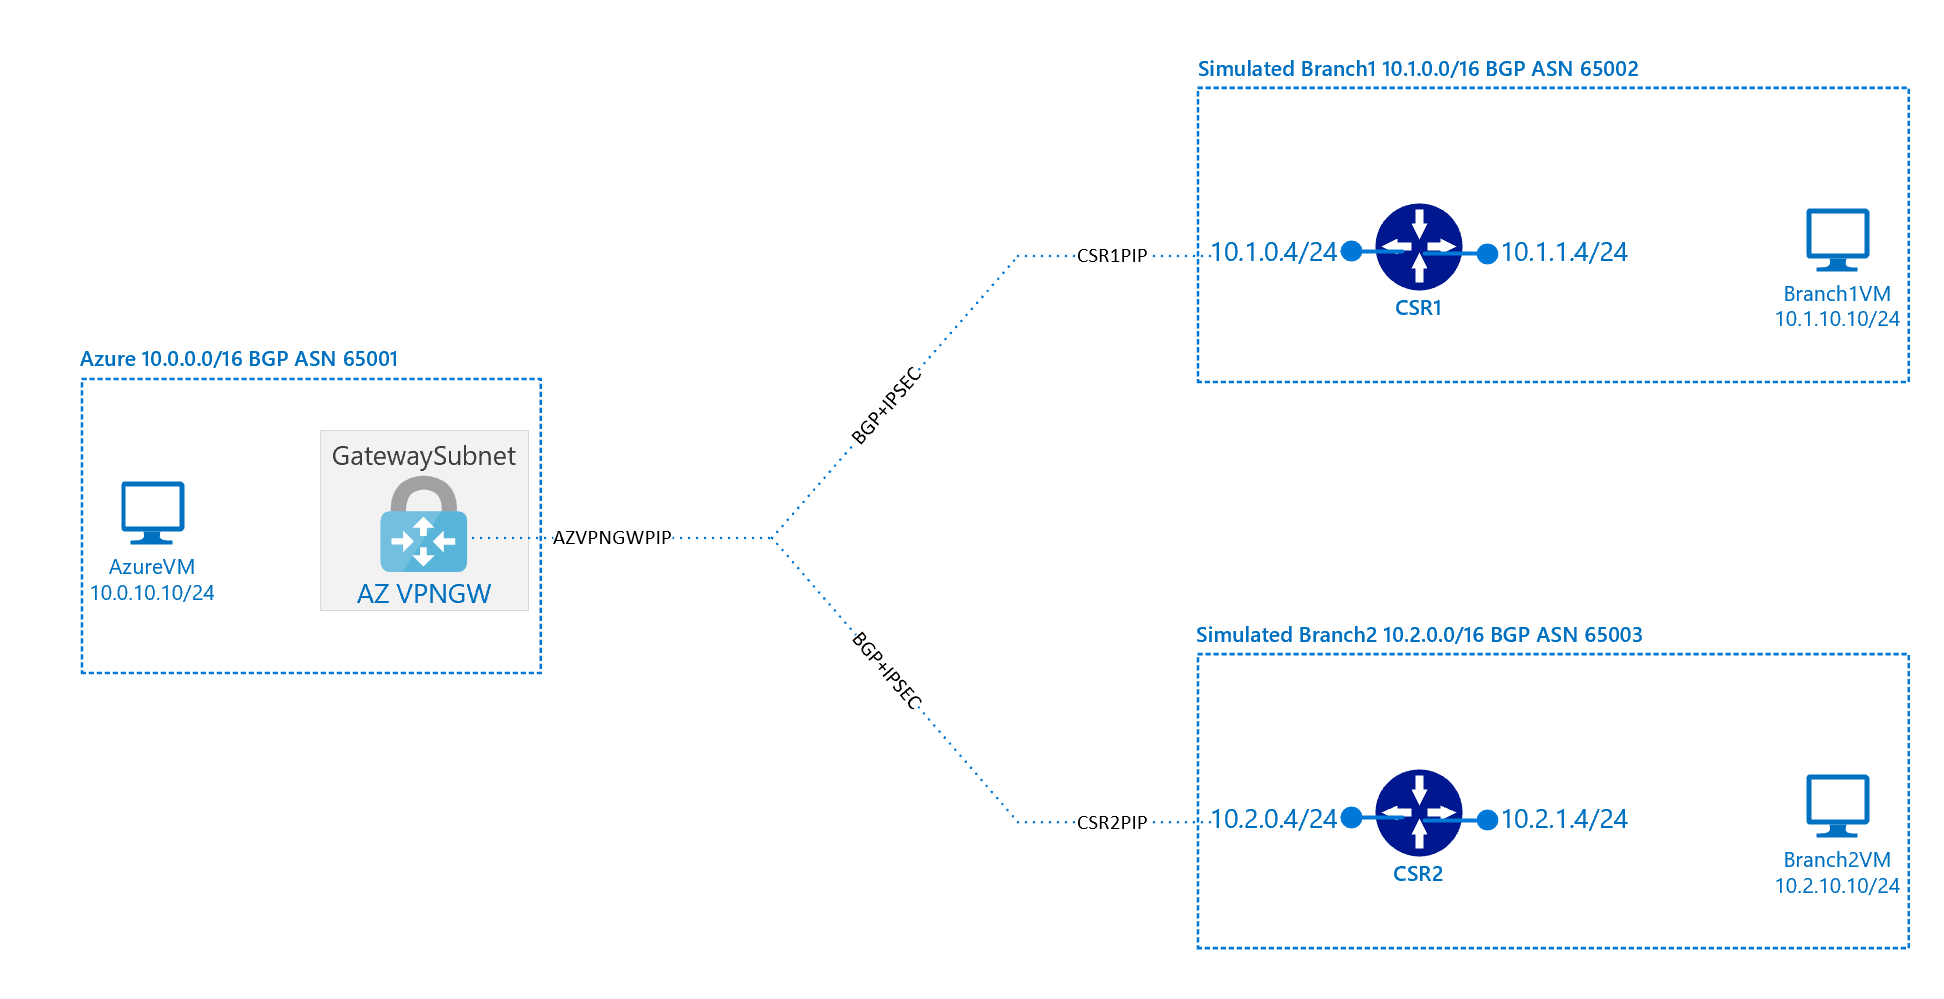 Simulated Branch1 10.1.0.0/16 BGP ASN 65002
CSR1PIP
10.1.0.4/24
10.1.1.4/24
CSR1
Branch1VM
10.1.10.10/24
Azure 10.0.0.0/16 BGP ASN 65001
GatewaySubnet
AZ VPNGW
AzureVM
10.0.10.10/24
AZVPNGWPIP
BGP+IPSEC
BGP+IPSEC
Simulated Branch2 10.2.0.0/16 BGP ASN 65003
CSR2PIP
10.2.0.4/24
10.2.1.4/24
CSR2
Branch2VM
10.2.10.10/24